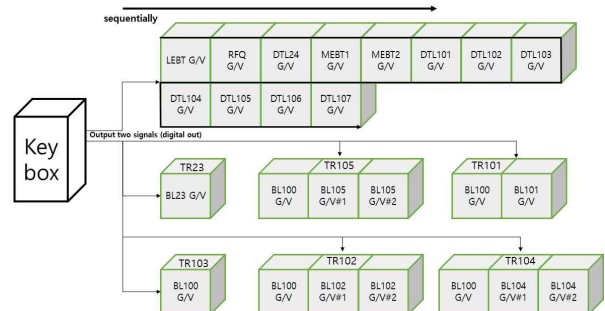 sequentially
LEBT G/V
RFQ
G/V
DTL24
G/V
MEBT1
G/V
MEBT2
G/V
DTL101
G/V
DTL102
G/V
DTL103
G/V
DTL104
G/V
DTL105
G/V
DTL106
G/V
DTL107
G/V
Key
box
Output two signals (digital out)
TR23
BL23 G/V
TR105
BL100
G/V
BL105
G/V#1
BL105
G/V#2
TR101
BL100
G/V
BL101
G/V
TR103
BL100
G/V
TR102
BL100
G/V
BL102
G/V#1
BL102
G/V#2
TR104
BL100
G/V
BL104
G/V#1
BL104
G/V#2